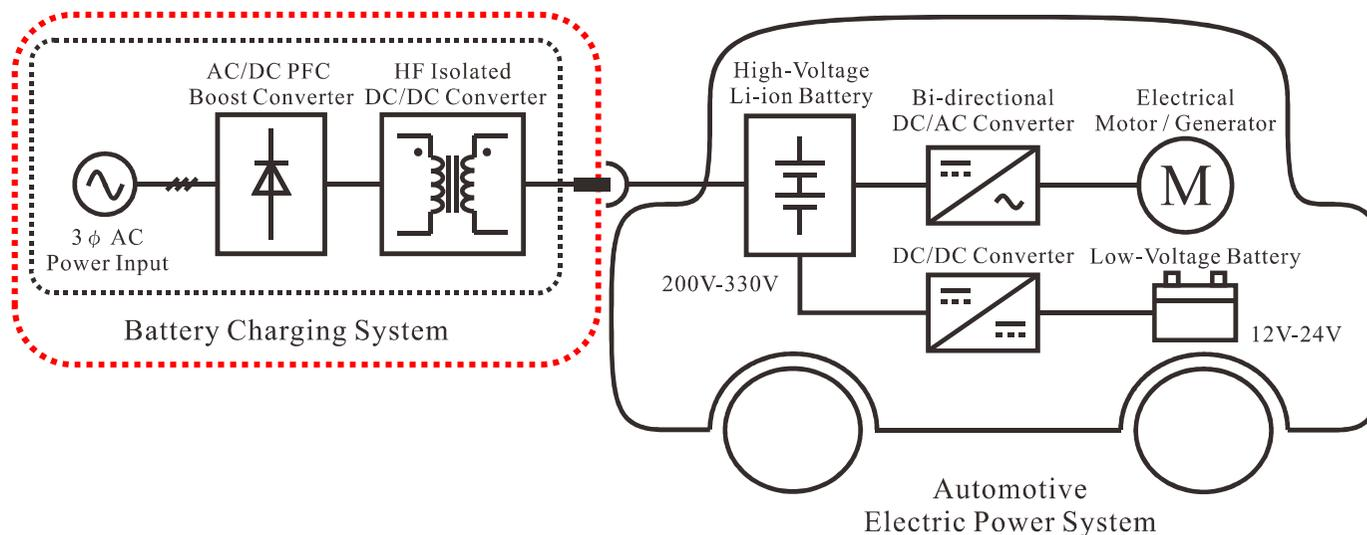 AC/DC PFC
Boost Converter
HF Isolated
DC/DC Converter
3ϕ AC
Power Input
Battery Charging System
High-Voltage
Li-ion Battery
200V-330V
Bi-directional
DC/AC Converter
Electrical
Motor / Generator
M
DC/DC Converter
Low-Voltage Battery
12V-24V
Automotive
Electric Power System